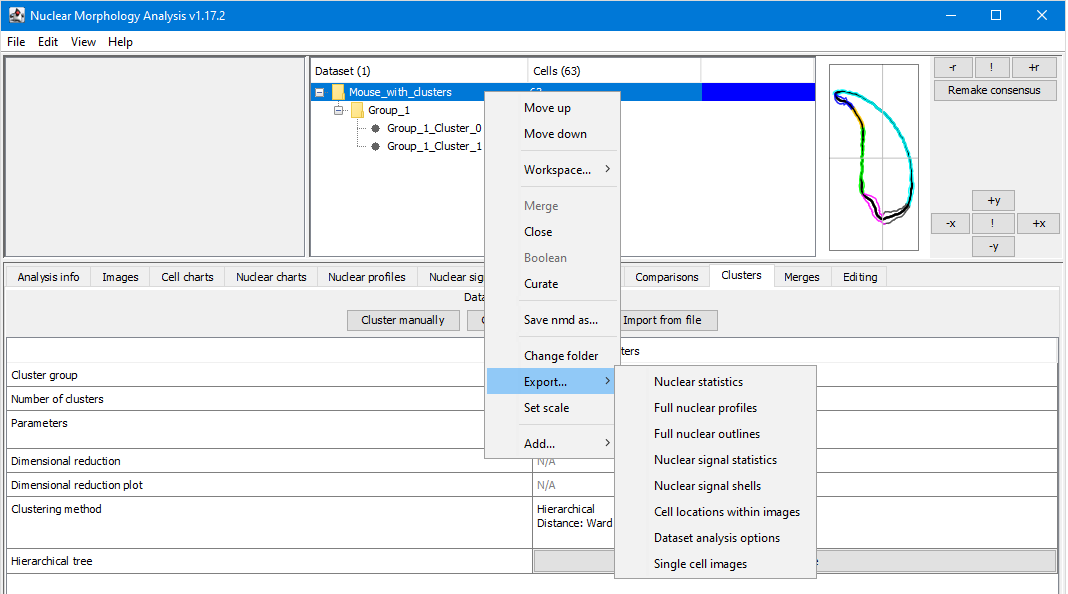 Nuclear Morphology Analysis v1.17.2
File Edit View Help
Dataset (1) Cells (63)
Mouse_with_clusters
Group_1
Group_1_Cluster_0
Group_1_Cluster_1
-r ! +r
Remake consensus
+y
-x ! +x
-y
Move up
Move down
Workspace...
Merge
Close
Boolean
Curate
Save nmd as...
Change folder
Export...
Set scale
Add...
Nuclear statistics
Full nuclear profiles
Full nuclear outlines
Nuclear signal statistics
Nuclear signal shells
Cell locations within images
Dataset analysis options
Single cell images
Analysis info Images Cell charts Nuclear charts Nuclear profiles Nuclear sig Comparisons Clusters Merges Editing
Cluster manually Import from file
Cluster group
Number of clusters
Parameters
Dimensional reduction N/A
Dimensional reduction plot N/A
Clustering method Hierarchical
Distance: Ward
Hierarchical tree